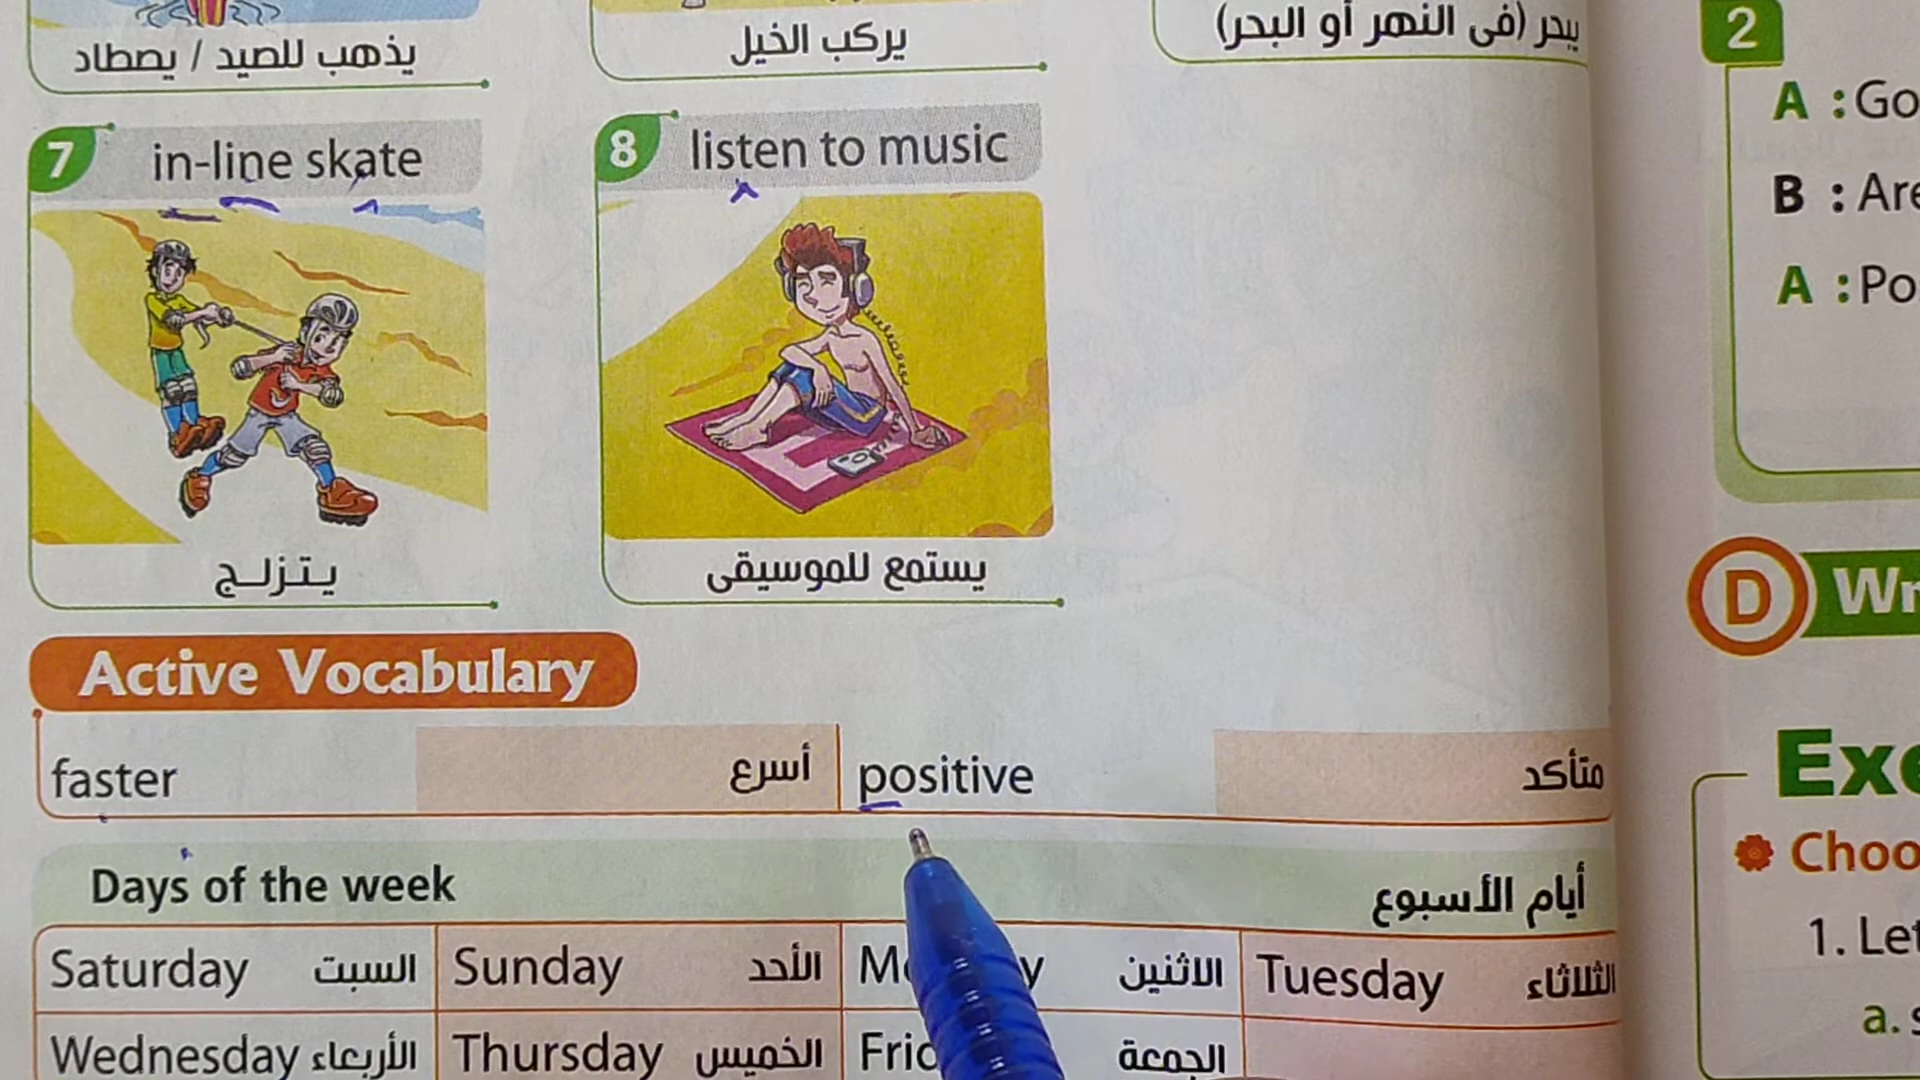 يذهب للصيد / يصطاد
يركب الخيل
يبحر (فى النهر أو البحر)
7 in-line skate
8 listen to music
يتزلج
يستمع للموسيقى
Active Vocabulary
faster أسرع positive متأكد
Days of the week أيام الأسبوع
Saturday السبت Sunday الأحد الاثنين Tuesday الثلاثاء
Wednesday الأربعاء Thursday الخميس الجمعة
2
A : Go
B : Are
A : Po
D Wr
Exe
Choo
1. Let
a. s